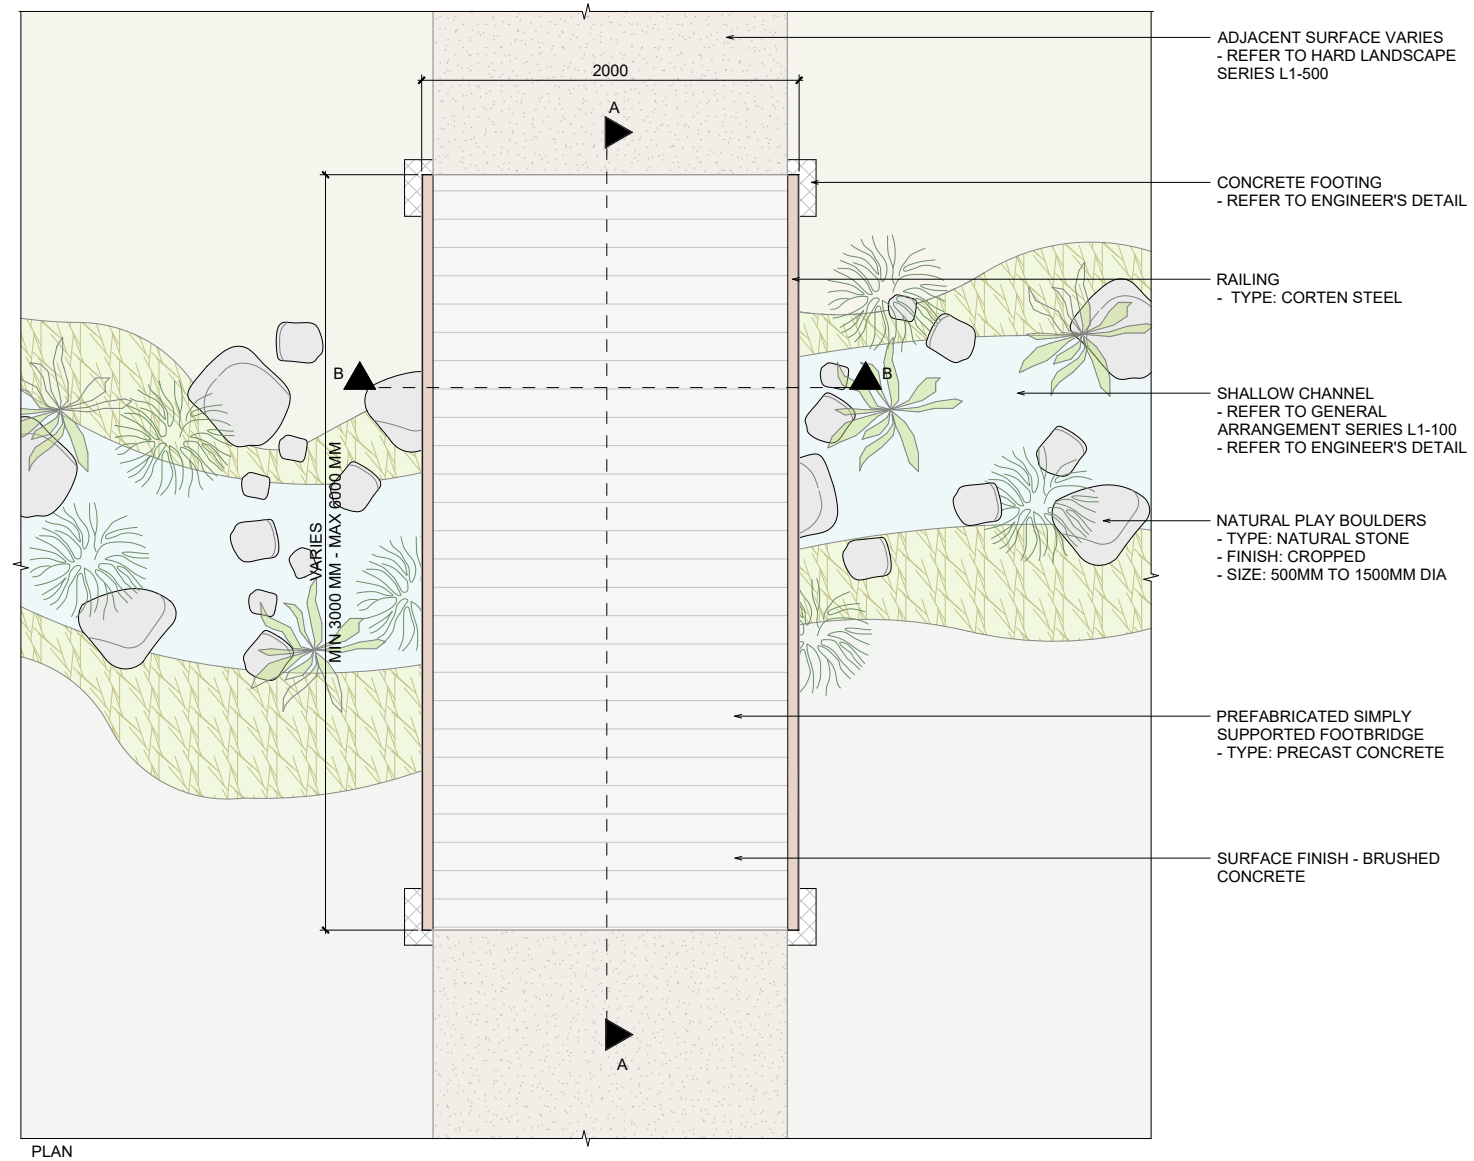 ADJACENT SURFACE VARIES
- REFER TO HARD LANDSCAPE
SERIES L1-500
2000
A
CONCRETE FOOTING
- REFER TO ENGINEER'S DETAIL
RAILING
- TYPE: CORTEN STEEL
B
B
SHALLOW CHANNEL
- REFER TO GENERAL
ARRANGEMENT SERIES L1-100
- REFER TO ENGINEER'S DETAIL
VARIES
MIN 3000 MM - MAX 6000 MM
NATURAL PLAY BOULDERS
- TYPE: NATURAL STONE
- FINISH: CROPPED
- SIZE: 500MM TO 1500MM DIA
PREFABRICATED SIMPLY
SUPPORTED FOOTBRIDGE
- TYPE: PRECAST CONCRETE
SURFACE FINISH - BRUSHED
CONCRETE
A
PLAN